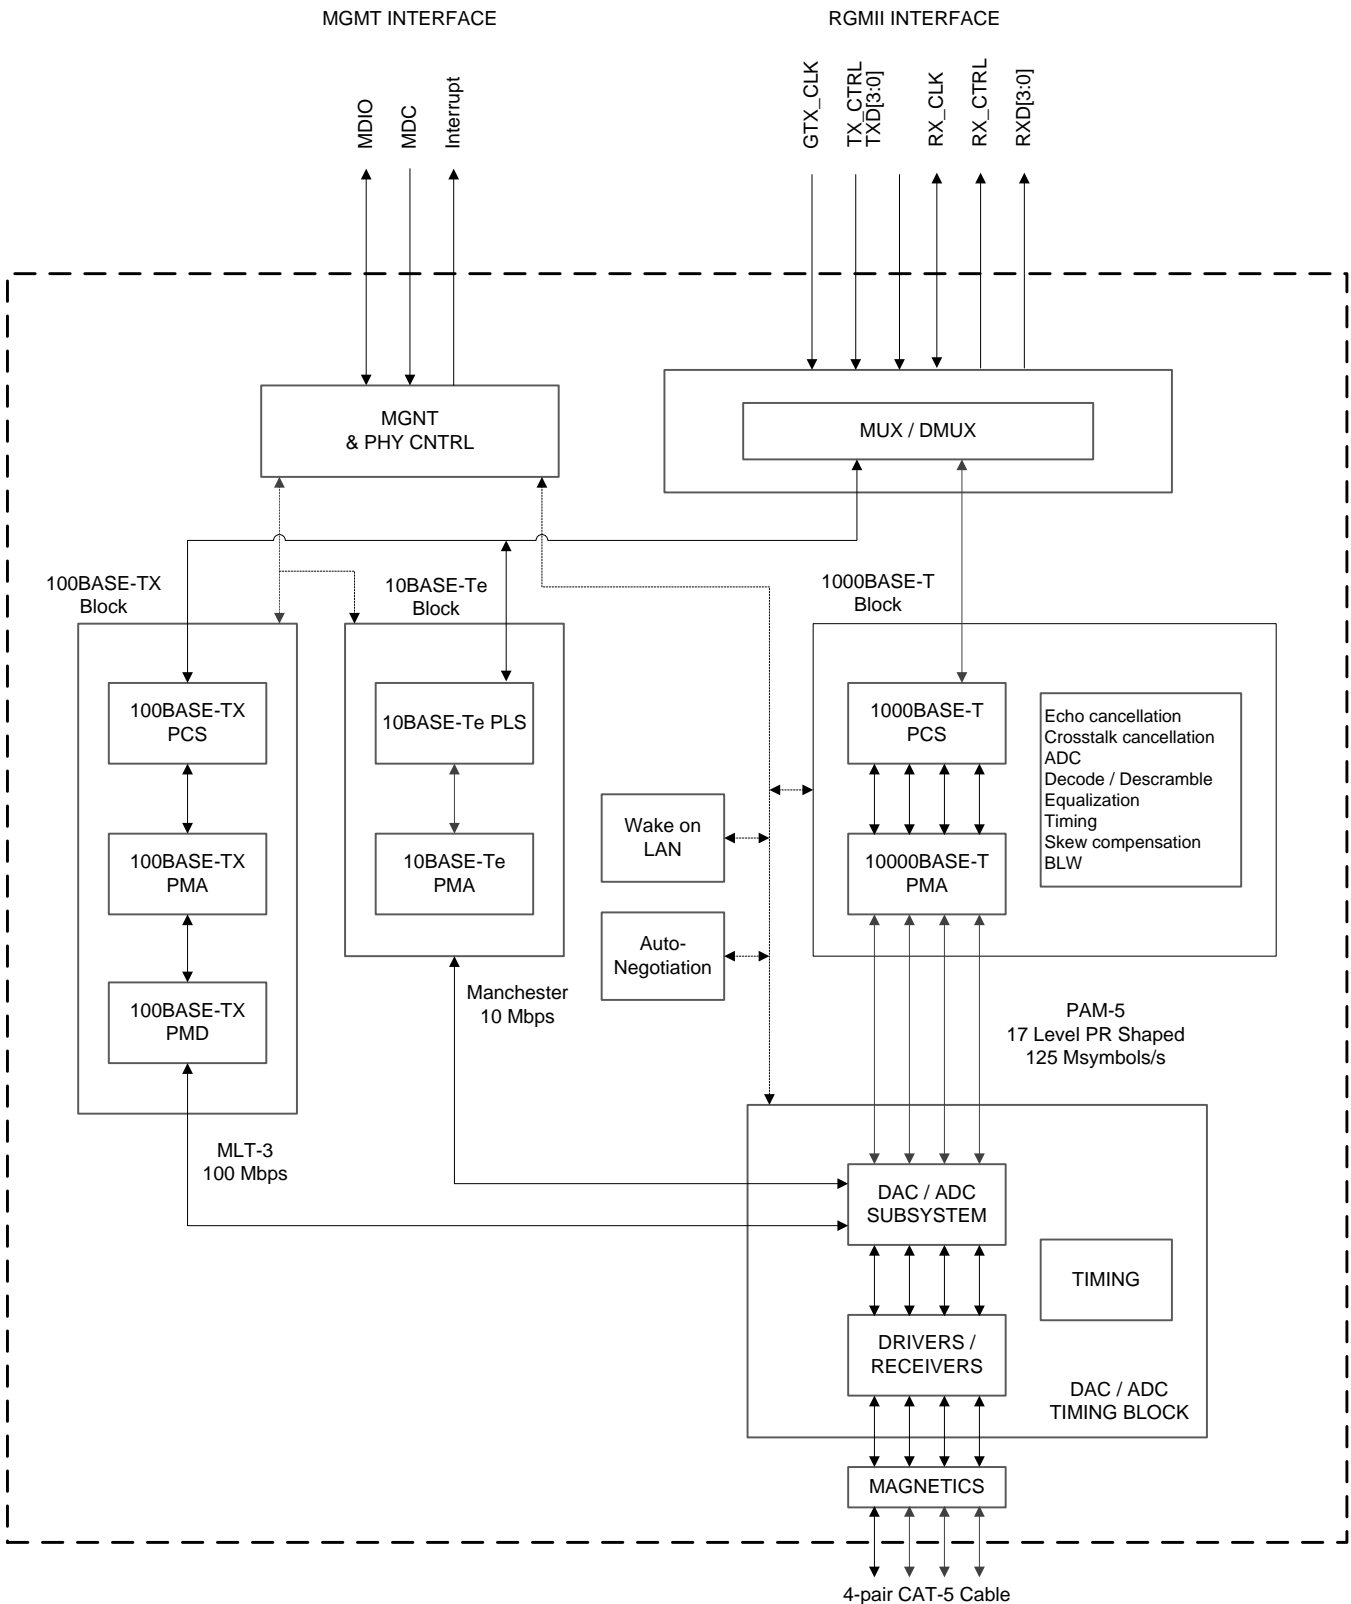 MGMT INTERFACE
RGMII INTERFACE
MDIO
MDC
Interrupt
GTX_CLK
TX_CTRL
TXD[3:0]
RX_CLK
RX_CTRL
RXD[3:0]
MGNT
& PHY CNTRL
MUX / DMUX
100BASE-TX
Block
10BASE-Te
Block
1000BASE-T
Block
100BASE-TX
PCS
10BASE-Te PLS
1000BASE-T
PCS
Echo cancellation
Crosstalk cancellation
ADC
Decode / Descramble
Equalization
Timing
Skew compensation
BLW
Wake on
LAN
100BASE-TX
PMA
10BASE-Te
PMA
10000BASE-T
PMA
Auto-
Negotiation
100BASE-TX
PMD
Manchester
10 Mbps
PAM-5
17 Level PR Shaped
125 Msymbols/s
MLT-3
100 Mbps
DAC / ADC
SUBSYSTEM
TIMING
DRIVERS /
RECEIVERS
DAC / ADC
TIMING BLOCK
MAGNETICS
4-pair CAT-5 Cable